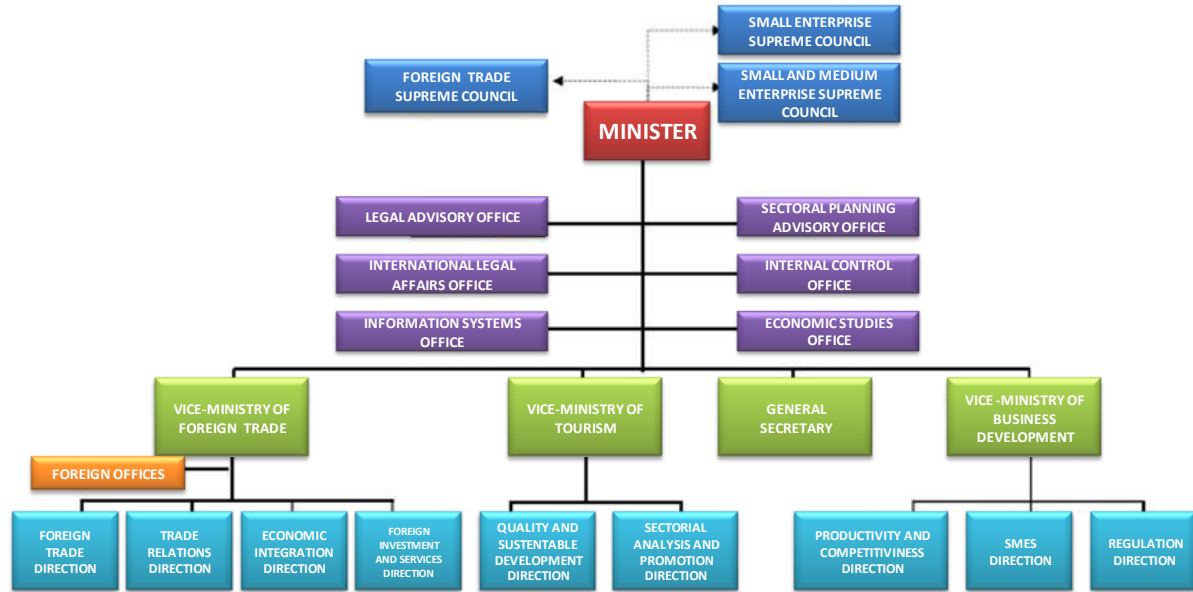 SMALL ENTERPRISE
SUPREME COUNCIL
FOREIGN TRADE
SUPREME COUNCIL
SMALL AND MEDIUM
ENTERPRISE SUPREME
COUNCIL
MINISTER
LEGAL ADVISORY OFFICE
SECTORAL PLANNING
ADVISORY OFFICE
INTERNATIONAL LEGAL
AFFAIRS OFFICE
INTERNAL CONTROL
OFFICE
INFORMATION SYSTEMS
OFFICE
ECONOMIC STUDIES
OFFICE
VICE-MINISTRY OF
FOREIGN TRADE
VICE-MINISTRY OF
TOURISM
GENERAL
SECRETARY
VICE -MINISTRY OF
BUSINESS
DEVELOPMENT
FOREIGN OFFICES
FOREIGN
TRADE
DIRECTION
TRADE
RELATIONS
DIRECTION
ECONOMIC
INTEGRATION
DIRECTION
FOREIGN
INVESTMENT
AND SERVICES
DIRECTION
QUALITY AND
SUSTENTABLE
DEVELOPMENT
DIRECTION
SECTORIAL
ANALYSIS AND
PROMOTION
DIRECTION
PRODUCTIVITY AND
COMPETITIVINESS
DIRECTION
SMES
DIRECTION
REGULATION
DIRECTION